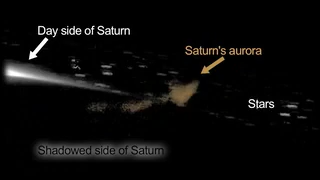 Day side of Saturn
Saturn's aurora
Stars
Shadowed side of Saturn